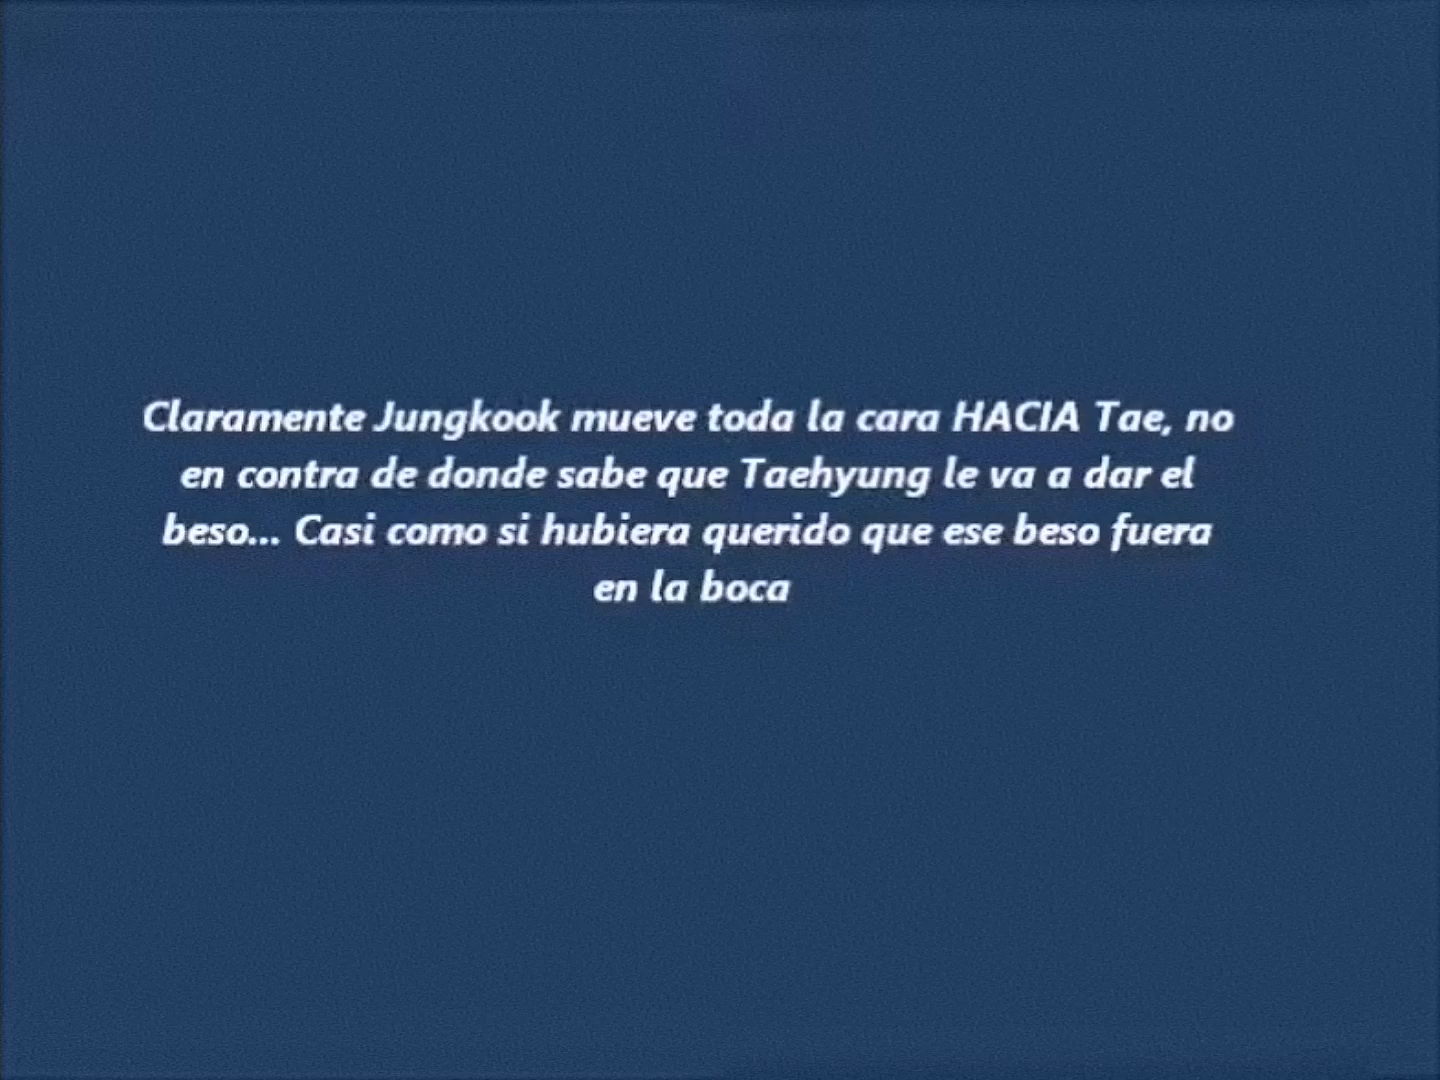 Claramente Jungkook mueve toda la cara HACIA Tae, no
en contra de donde sabe que Taehyung le va a dar el
beso... Casi como si hubiera querido que ese beso fuera
en la boca